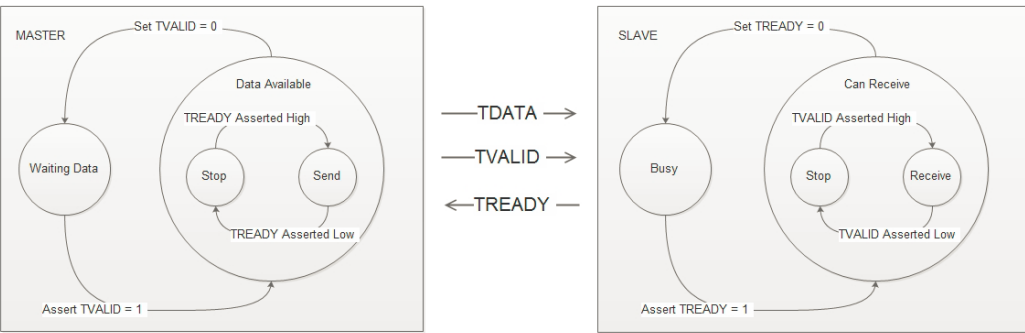 MASTER
Set TVALID = 0
Data Available
TREADY Asserted High
Waiting Data
Stop
Send
TREADY Asserted Low
Assert TVALID = 1
TDATA
TVALID
TREADY
SLAVE
Set TREADY = 0
Can Receive
TVALID Asserted High
Busy
Stop
Receive
TVALID Asserted Low
Assert TREADY = 1